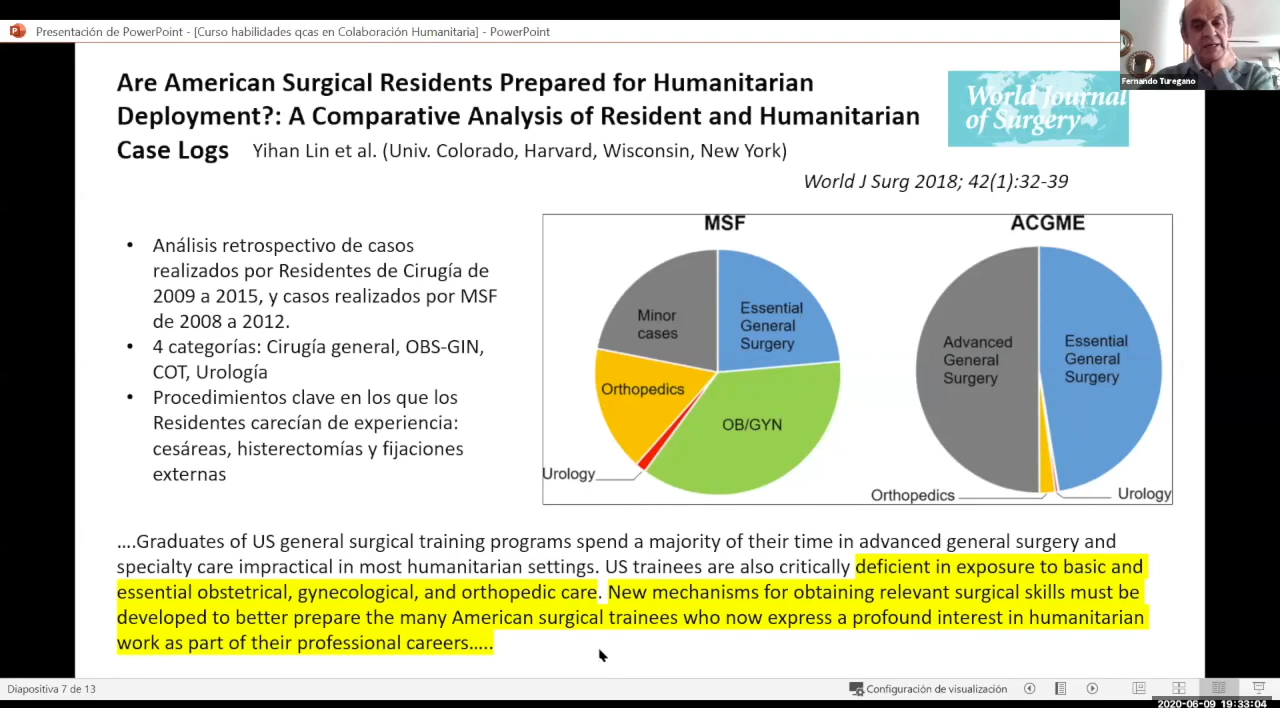 Presentación de PowerPoint - [Curso habilidades qcas en Colaboración Humanitaria] - PowerPoint
Fernando Turegano
Are American Surgical Residents Prepared for Humanitarian
Deployment?: A Comparative Analysis of Resident and Humanitarian
Case Logs Yihan Lin et al. (Univ. Colorado, Harvard, Wisconsin, New York)
World Journal
of Surgery
World J Surg 2018; 42(1):32-39
• Análisis retrospectivo de casos
realizados por Residentes de Cirugía de
2009 a 2015, y casos realizados por MSF
de 2008 a 2012.
• 4 categorías: Cirugía general, OBS-GIN,
COT, Urología
• Procedimientos clave en los que los
Residentes carecían de experiencia:
cesáreas, histerectomías y fijaciones
externas
MSF
Minor
cases
Essential
General
Surgery
Orthopedics
OB/GYN
Urology
ACGME
Advanced
General
Surgery
Essential
General
Surgery
Orthopedics
Urology
....Graduates of US general surgical training programs spend a majority of their time in advanced general surgery and
specialty care impractical in most humanitarian settings. US trainees are also critically deficient in exposure to basic and
essential obstetrical, gynecological, and orthopedic care. New mechanisms for obtaining relevant surgical skills must be
developed to better prepare the many American surgical trainees who now express a profound interest in humanitarian
work as part of their professional careers.....
Diapositiva 7 de 13
Configuración de visualización
2020-06-09 19:33:04